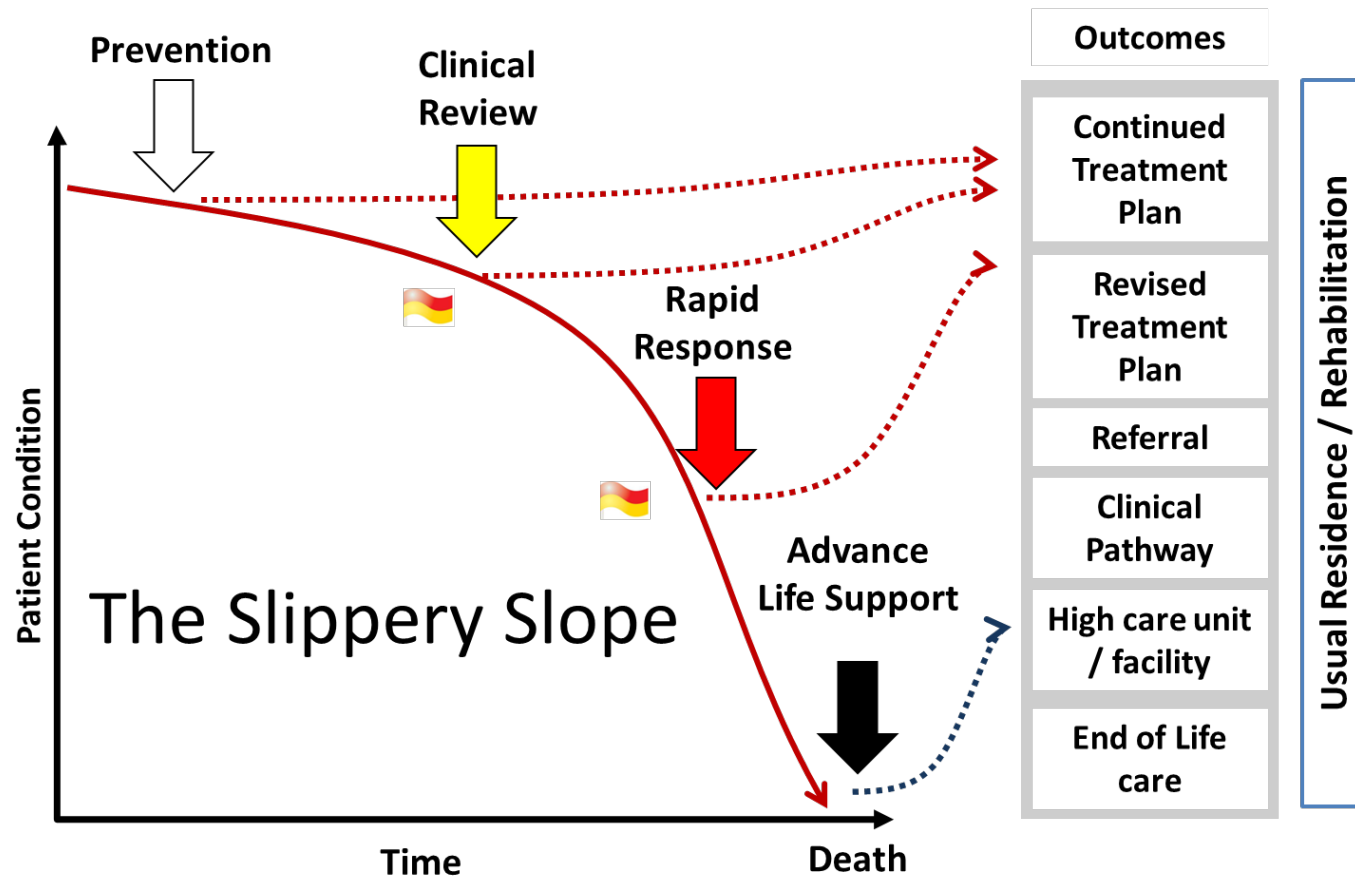 Prevention
Clinical
Review
Rapid
Response
Advance
Life Support
Patient Condition
The Slippery Slope
Time
Death
Outcomes
Continued
Treatment
Plan
Revised
Treatment
Plan
Referral
Clinical
Pathway
High care unit
/ facility
End of Life
care
Usual Residence / Rehabilitation